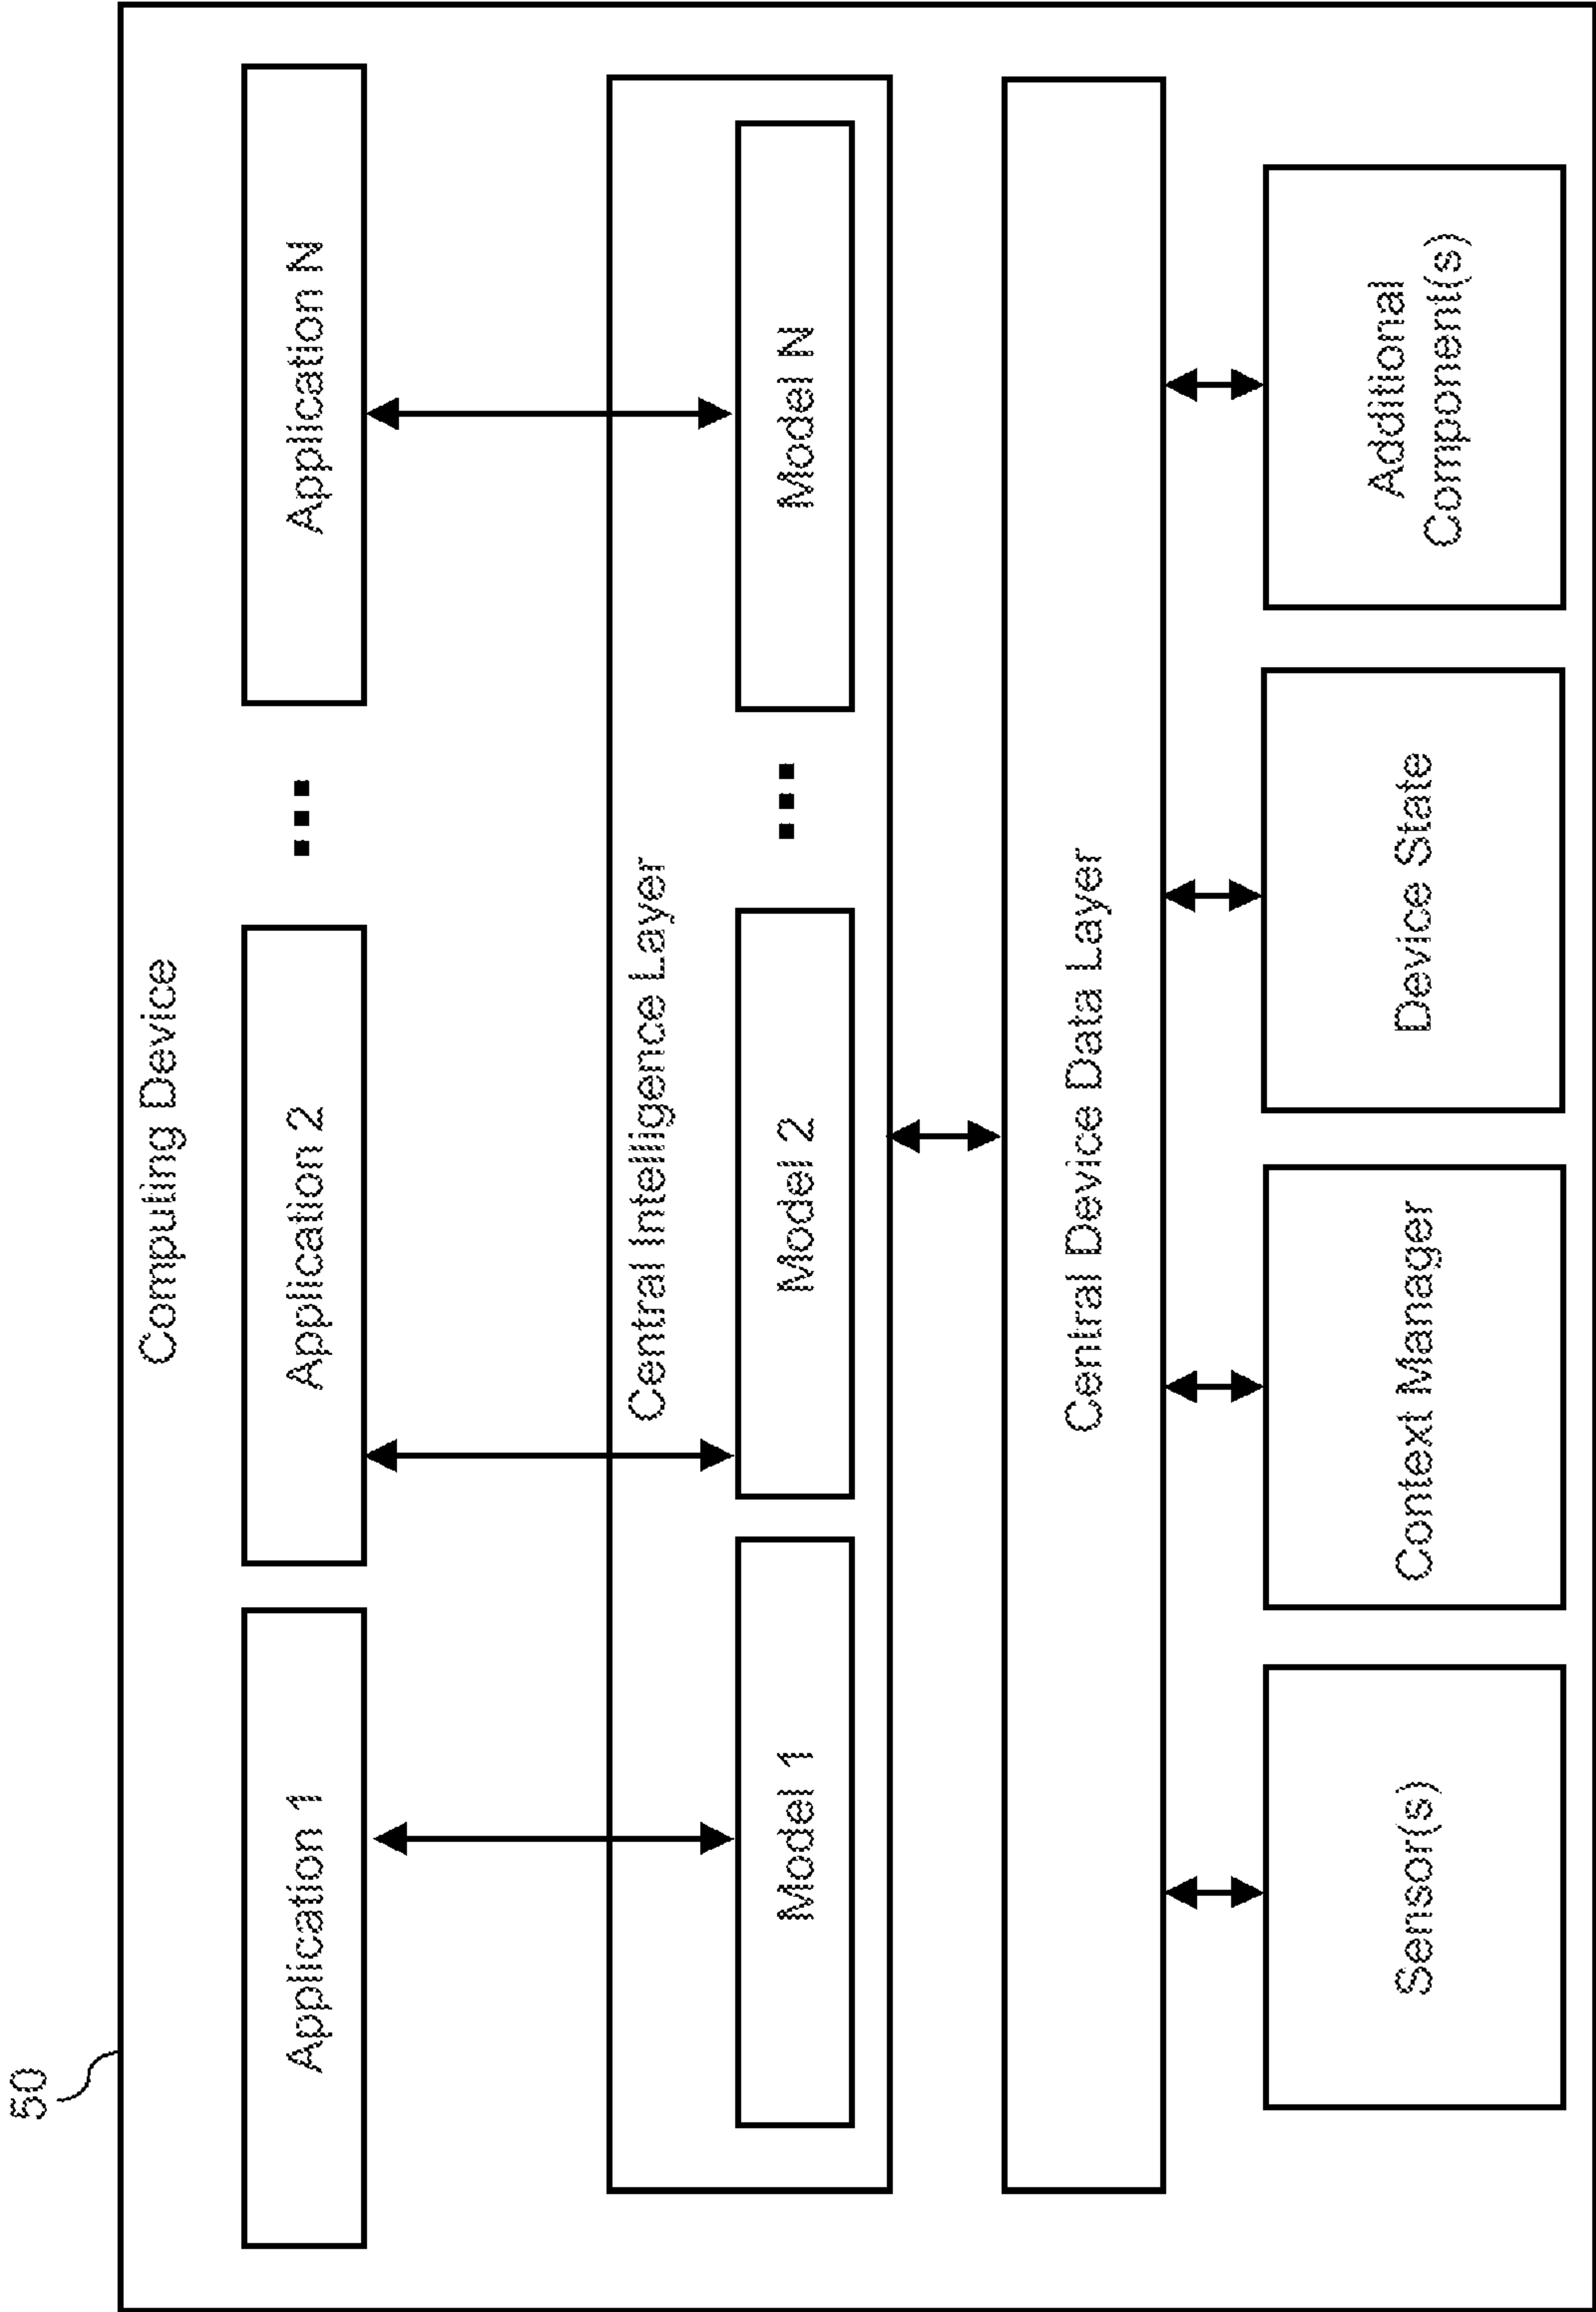 50
Computing Device
Application 1
Application 2
...
Application N
Central Intelligence Layer
Model 1
Model 2
...
Model N
Central Device Data Layer
Sensor(s)
Context Manager
Device State
Additional
Component(s)